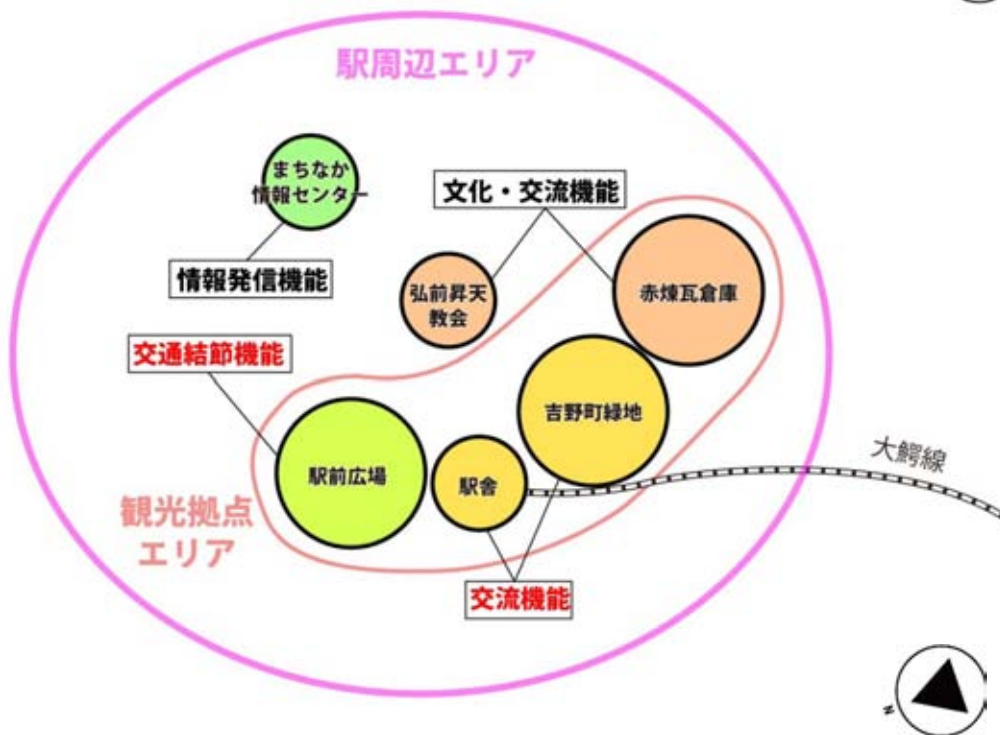 駅周辺エリア
まちなか
情報センター
文化・交流機能
情報発信機能
弘前昇天
教会
赤煉瓦倉庫
交通結節機能
吉野町緑地
駅前広場
駅舎
大鰐線
観光拠点
エリア
交流機能
N